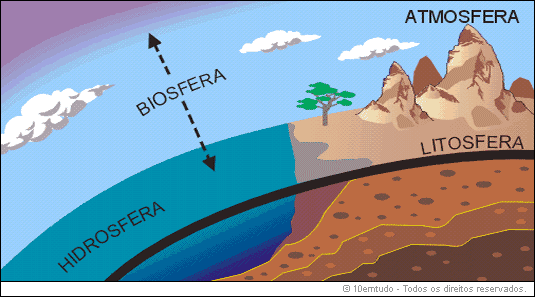 ATMOSFERA
BIOSFERA
LITOSFERA
HIDROSFERA
@ 10emtudo - Todos os direitos reservados.